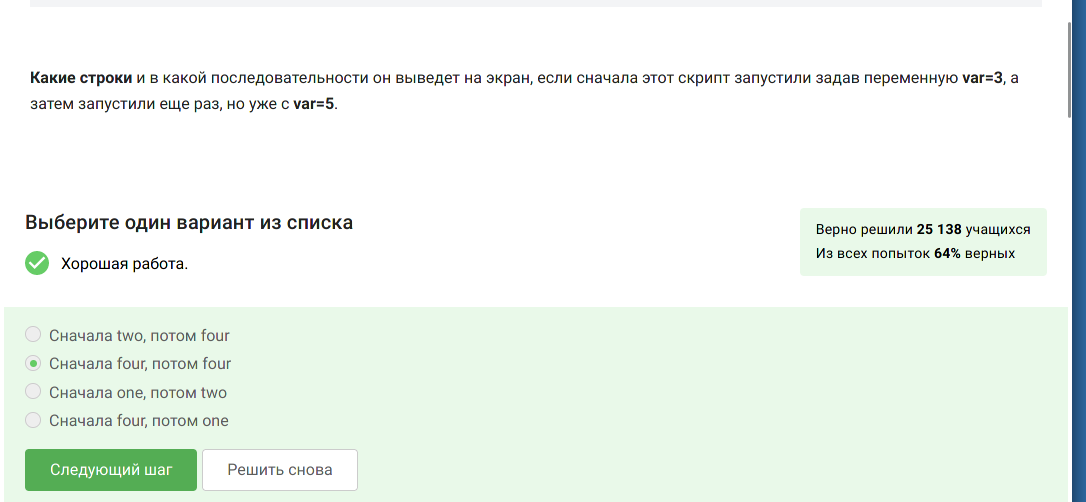 Какие строки и в какой последовательности он выведет на экран, если сначала этот скрипт запустили задав переменную var=3, а
затем запустили еще раз, но уже с var=5.
Выберите один вариант из списка
Верно решили 25 138 учащихся
Из всех попыток 64% верных
Хорошая работа.
Сначала two, потом four
Сначала four, потом four
Сначала one, потом two
Сначала four, потом one
Следующий шаг
Решить снова